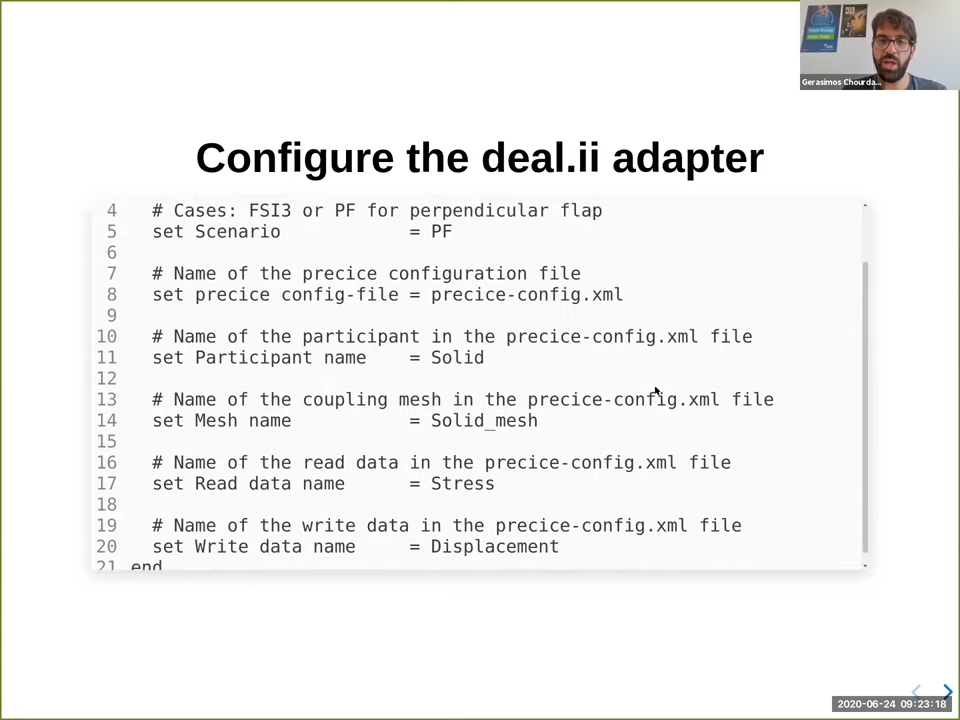 Gerasimos Chourda...
Configure the deal.ii adapter
4 # Cases: FSI3 or PF for perpendicular flap
5 set Scenario = PF
6
7 # Name of the precice configuration file
8 set precice config-file = precice-config.xml
9
10 # Name of the participant in the precice-config.xml file
11 set Participant name = Solid
12
13 # Name of the coupling mesh in the precice-config.xml file
14 set Mesh name = Solid_mesh
15
16 # Name of the read data in the precice-config.xml file
17 set Read data name = Stress
18
19 # Name of the write data in the precice-config.xml file
20 set Write data name = Displacement
21 end
2020-06-24 09:23:18